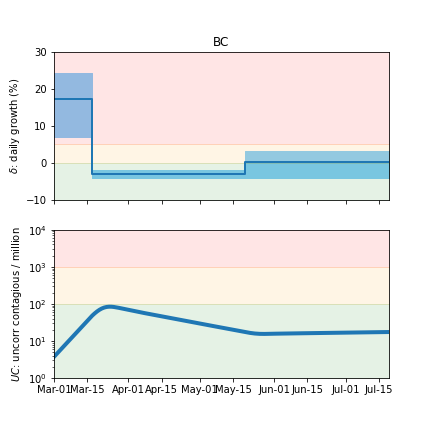 BC
δ: daily growth (%)
30
20
10
0
−10
UC: uncorr contagious / million
10⁴
10³
10²
10¹
10⁰
Mar-01 Mar-15 Apr-01 Apr-15 May-01 May-15 Jun-01 Jun-15 Jul-01 Jul-15